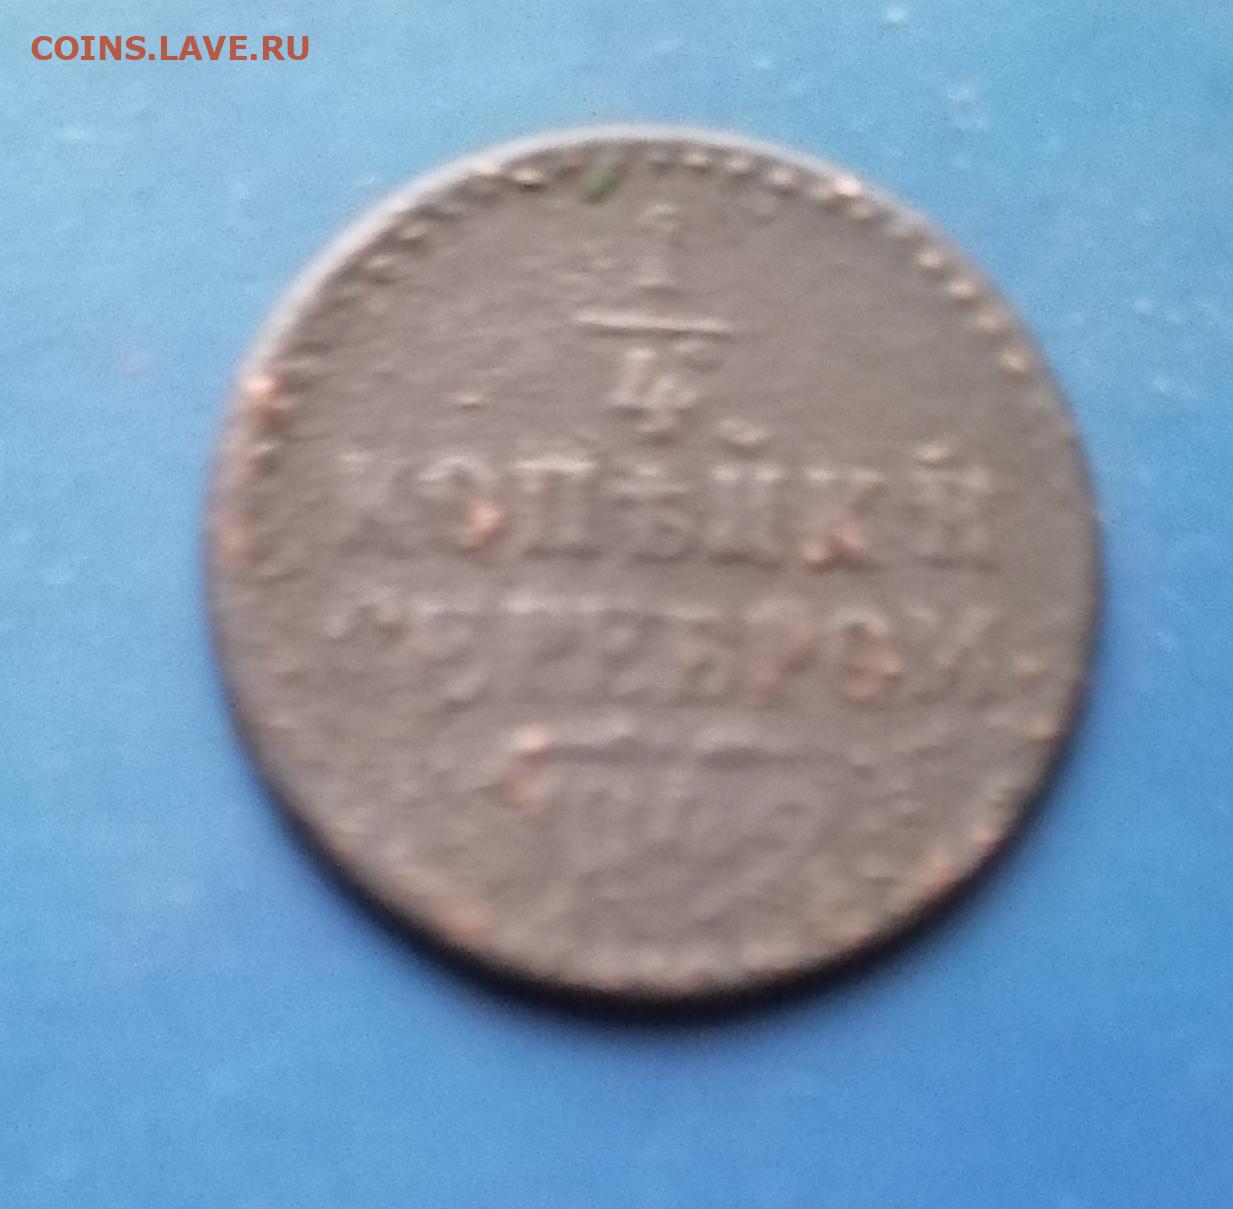 COINS.LAVE.RU
1
4
КОПѢЙКИ
СЕРЕБРОМЪ